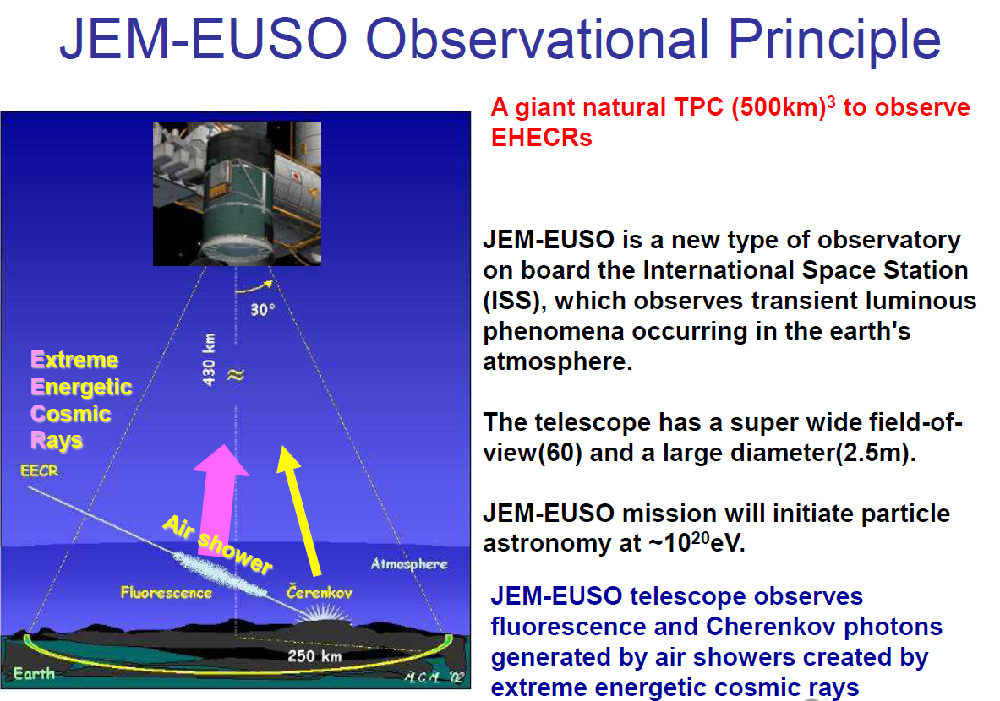 JEM-EUSO Observational Principle
A giant natural TPC (500km)³ to observe
EHECRs
30°
430 km
≈
Extreme
Energetic
Cosmic
Rays
EECR
Air shower
Atmosphere
Fluorescence
Čerenkov
250 km
Earth
M.C.M. '02
JEM-EUSO is a new type of observatory
on board the International Space Station
(ISS), which observes transient luminous
phenomena occurring in the earth's
atmosphere.
The telescope has a super wide field-of-
view(60) and a large diameter(2.5m).
JEM-EUSO mission will initiate particle
astronomy at ~10²⁰eV.
JEM-EUSO telescope observes
fluorescence and Cherenkov photons
generated by air showers created by
extreme energetic cosmic rays